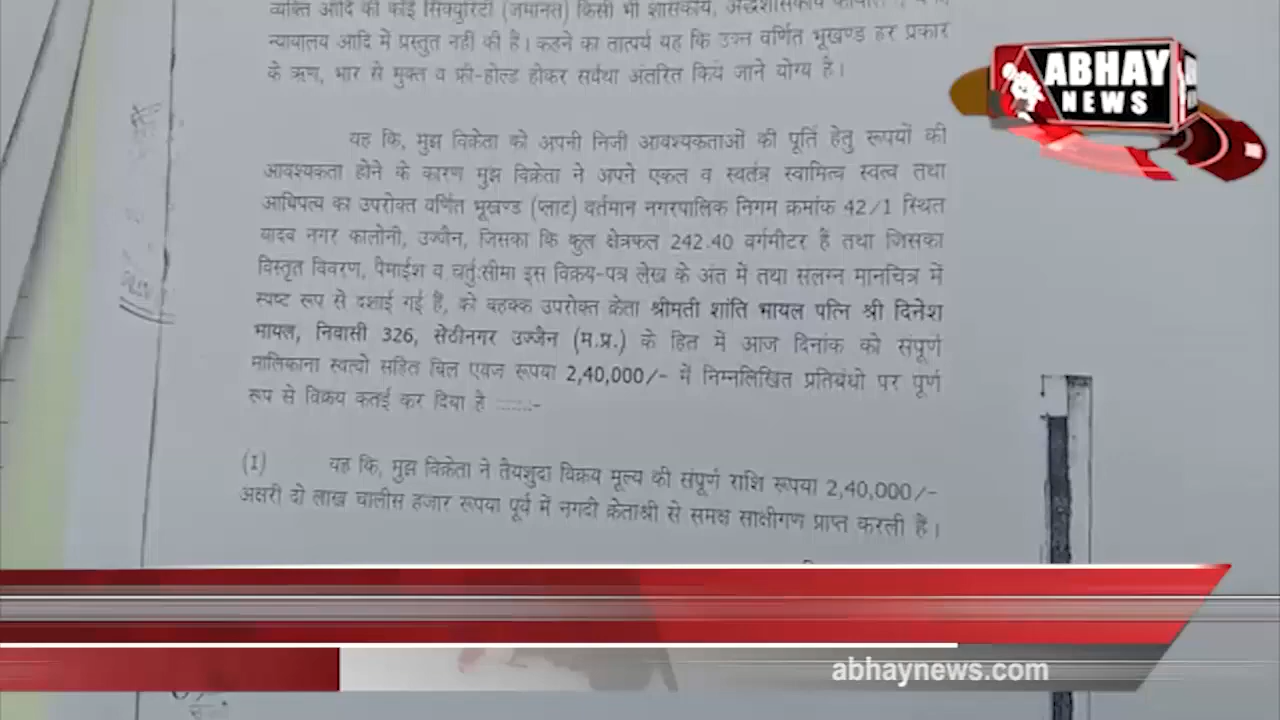 व्यक्ति आदि की कोई सिक्युरिटी (जमानत) किसी भी शासकीय, अर्द्धशासकीय
न्यायालय आदि में प्रस्तुत नही की है। कहने का तात्पर्य यह कि उक्त वर्णित भूखण्ड हर प्रकार
के ऋण, भार से मुक्त व फ्री-होल्ड होकर सर्वथा अंतरित किये जाने योग्य है।
ABHAY
NEWS
यह कि, मुझ विक्रेता को अपनी निजी आवश्यकताओं की पूर्ति हेतु रूपयों की
आवश्यकता होने के कारण मुझ विक्रेता ने अपने एकल व स्वतंत्र स्वामित्व स्वत्व तथा
आधिपत्य का उपरोक्त वर्णित भूखण्ड (प्लाट) वर्तमान नगरपालिक निगम क्रमांक 42/1 स्थित
यादव नगर कालोनी, उज्जैन, जिसका कि कुल क्षेत्रफल 242.40 वर्गमीटर है तथा जिसका
विस्तृत विवरण, पैमाईश व चर्तु:सीमा इस विक्रय-पत्र लेख के अंत में तथा संलग्न मानचित्र में
स्पष्ट रूप से दर्शाई गई है, को बहक्क उपरोक्त क्रेता श्रीमती शांति भायल पत्नि श्री दिनेश
भायल, निवासी 326, सेठीनगर उज्जैन (म.प्र.) के हित में आज दिनांक को संपूर्ण
मालिकाना स्वत्वो सहित बिल एवज रूपया 2,40,000/- में निम्नलिखित प्रतिबंधो पर पूर्ण
रूप से विक्रय कतई कर दिया है ......:-
(1) यह कि, मुझ विक्रेता ने तैयशुदा विक्रय मूल्य की संपूर्ण राशि रूपया 2,40,000/-
अक्षरी दो लाख चालीस हजार रूपया पूर्व में नगदी क्रेताश्री से समक्ष साक्षीगण प्राप्त करली है।
abhaynews.com